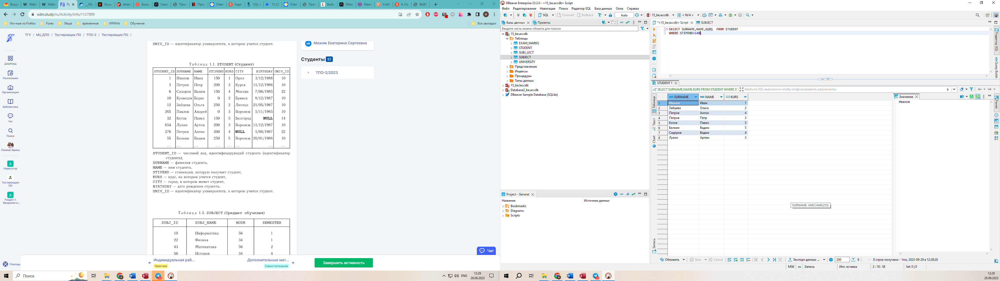 Вход
Webin
Webin
Пр
__Обу
Лучш
alrea
Больш
Само
Прос
Прос
Отве
Зада
SQL
12 (SC
Отве
Прос
Выбо
DBea
Менк
Учеб
4. На
ВЫБО
odin.study/ru/Activity/Info/1127889
Им-ные из Firefox
Forex
Леша
временное
ИРИНА
Обучение
Все закладки
ТГУ / МЦ ДПО / Тестировщик ПО / ТПО-2 / Тестировщик ПО /
Дашборд
Расписание
Организация
Библиотека
Чат
Поиск
Панина Ирина
Навигатор
Тестировщик ПО
Раздел 1. Введение в...
Помощь
UNIV_ID — идентификатор университета, в котором учится студент.
Таблица 1.1. STUDENT (Студент)
STUDENT_ID SURNAME NAME STIPEND KURS CITY BIRTHDAY UNIV_ID
1 Иванов Иван 150 1 Орел 3/12/1988 10
3 Петров Петр 200 3 Курск 11/12/1986 10
6 Сидоров Вадим 150 4 Москва 7/06/1985 22
10 Кузнецов Борис 0 2 Брянск 8/12/1987 10
12 Зайцева Ольга 250 2 Липецк 21/05/1987 10
265 Павлов Андрей 0 3 Воронеж 5/11/1985 10
32 Котов Павел 150 5 Белгород NULL 14
654 Лукин Артем 200 3 Воронеж 11/12/1987 10
276 Петров Антон 200 4 NULL 5/08/1987 22
55 Белкин Вадим 250 5 Воронеж 20/01/1986 10
... ... ... ... ... ... ... ...
STUDENT_ID — числовой код, идентифицирующий студента (идентификатор
студента),
SURNAME — фамилия студента,
NAME — имя студента,
STIPEND — стипендия, которую получает студент,
KURS — курс, на котором учится студент,
CITY — город, в котором живет студент,
BIRTHDAY — дата рождения студента,
UNIV_ID — идентификатор университета, в котором учится студент.
Таблица 1.3. SUBJECT (Предмет обучения)
SUBJ_ID SUBJ_NAME HOUR SEMESTER
10 Информатика 56 1
22 Физика 34 1
43 Математика 56 2
56 История 34 4
МЕ Мазняк Екатерина Сергеевна
Студенты 52
ТПО-2/2023
Чат
Индивидуальная раб...
Практика
Дополнительные мат...
Самостоятельная
Завершить активность
Поиск
ENG
12:29
29.09.2023
DBeaver Enterprise 23.2.0 - <15_be.accdb> Script
Файл Редактирование Навигация Поиск Редактор SQL База данных Окна Справка
SQL Commit Rollback Auto 15_be.accdb < N/A >
Базы данных Проекты
Введите часть имени объекта для поиска
15_be.accdb
Таблицы
EXAM_MARKS
STUDENT
SUBJ_LECT
SUBJECT
UNIVERSITY
Представления
Индексы
Процедуры
Типы данных
15_be.laccdb
Database2_be.accdb
DBeaver Sample Database (SQLite)
Project - General
Название Источник данных
Bookmarks
Diagrams
Scripts
*<15_be.accdb> Script SUBJECT
SELECT SURNAME,NAME,KURS FROM STUDENT
WHERE STIPEND>140;
Редактор SQL
Query Build
STUDENT 1
SELECT SURNAME,NAME,KURS FROM STUDENT WHERE S' Введите SQL выражение чтобы отфильтровать результаты
Таблица
Текст
Chart
Запись
SURNAME NAME KURS
1 Иванов Иван 1
2 Зайцева Ольга 2
3 Петров Антон 4
4 Петров Петр 3
5 Котов Павел 5
6 Белкин Вадим 5
7 Сидоров Вадим 4
8 Лукин Артем 3
Значение
Иванов
Panels
SURNAME: VARCHAR(255)
Обновить Save Cancel Экспорт данных ... 200 8 8 строк получено - 1ms, 2023-09-29 в 12:28:20
MSK ru Запись Инт. вставка 2 : 18 : 58 Sel: 0 | 0
12:29
29.09.2023